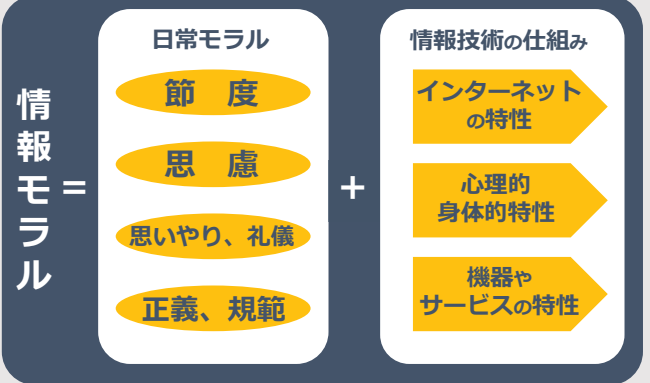 情報モラル
=
日常モラル
節 度
思 慮
思いやり、礼儀
正義、規範
+
情報技術の仕組み
インターネット
の特性
心理的
身体的特性
機器や
サービスの特性